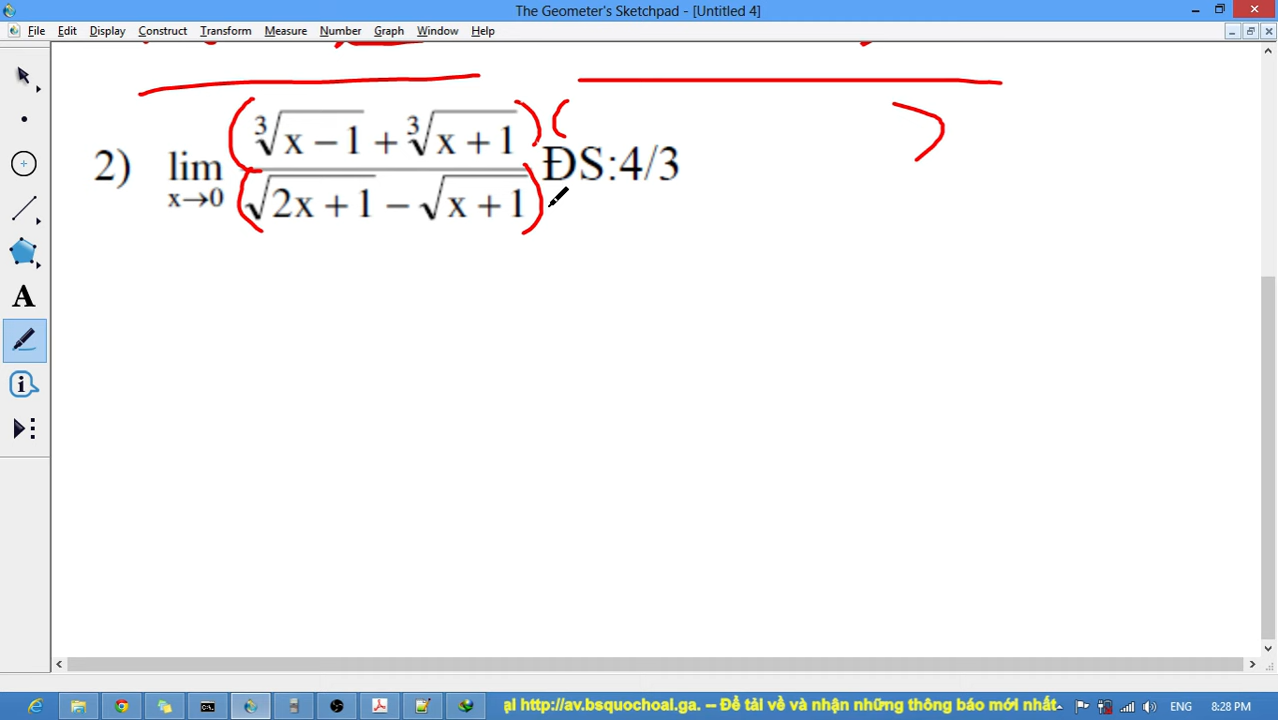 The Geometer's Sketchpad - [Untitled 4]
File Edit Display Construct Transform Measure Number Graph Window Help
2) lim x→0 (∛(x − 1) + ∛(x + 1)) / (√(2x + 1) − √(x + 1)) ĐS:4/3
A
ại http://av.bsquochoai.ga. -- Để tải về và nhận những thông báo mới nhất
ENG 8:28 PM